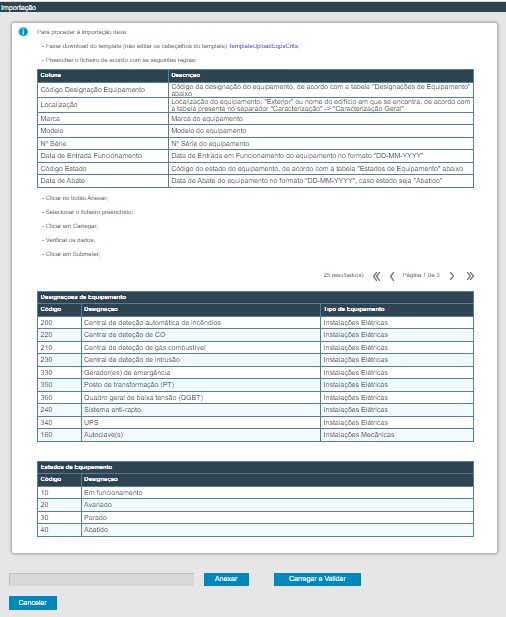 Importação
Para proceder à importação deve:
- Fazer download do template (não editar os cabeçalhos do template) TemplateUploadEqpsCrits;
- Preencher o ficheiro de acordo com as seguintes regras:
Coluna Descrição
Código Designação Equipamento Código da designação do equipamento, de acordo com a tabela "Designações de Equipamento" abaixo
Localização Localização do equipamento: "Exterior" ou nome do edifício em que se encontra, de acordo com a tabela presente no separador "Caracterização" -> "Caracterização Geral"
Marca Marca do equipamento
Modelo Modelo do equipamento
Nº Série Nº Série do equipamento
Data de Entrada Funcionamento Data de Entrada em Funcionamento do equipamento no formato "DD-MM-YYYY"
Código Estado Código do estado do equipamento, de acordo com a tabela "Estados de Equipamento" abaixo
Data de Abate Data de Abate do equipamento no formato "DD-MM-YYYY", caso estado seja "Abatido"
- Clicar no botão Anexar;
- Selecionar o ficheiro preenchido;
- Clicar em Carregar;
- Verificar os dados;
- Clicar em Submeter;
25 resultado(s) Página 1 de 3
Designações de Equipamento
Código Designação Tipo de Equipamento
200 Central de deteção automática de incêndios Instalações Elétricas
220 Central de deteção de CO Instalações Elétricas
210 Central de deteção de gás combustível Instalações Elétricas
230 Central de deteção de intrusão Instalações Elétricas
330 Gerador(es) de emergência Instalações Elétricas
350 Posto de transformação (PT) Instalações Elétricas
360 Quadro geral de baixa tensão (QGBT) Instalações Elétricas
240 Sistema anti-rapto Instalações Elétricas
340 UPS Instalações Elétricas
160 Autoclave(s) Instalações Mecânicas
Estados de Equipamento
Código Designação
10 Em funcionamento
20 Avariado
30 Parado
40 Abatido
Anexar Carregar e Validar
Cancelar